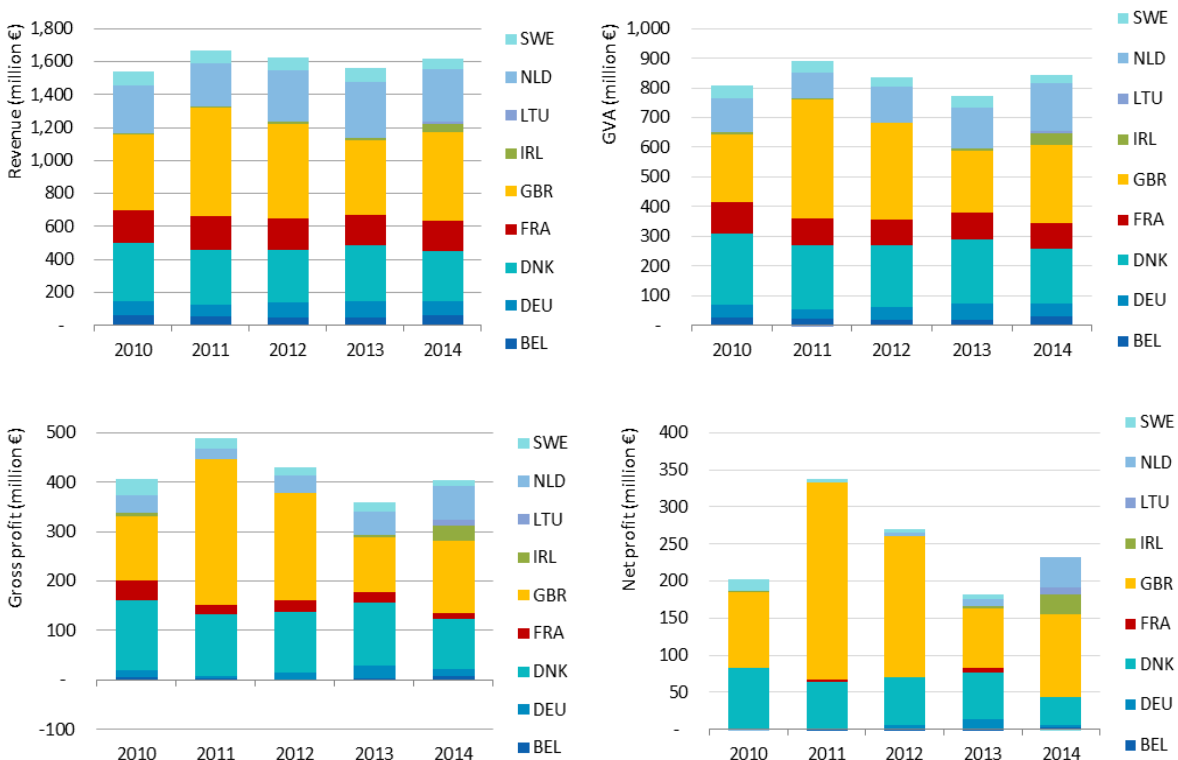 Revenue (million €)
1,800
1,600
1,400
1,200
1,000
800
600
400
200
-
2010 2011 2012 2013 2014
SWE
NLD
LTU
IRL
GBR
FRA
DNK
DEU
BEL
GVA (million €)
1,000
900
800
700
600
500
400
300
200
100
-
2010 2011 2012 2013 2014
SWE
NLD
LTU
IRL
GBR
FRA
DNK
DEU
BEL
Gross profit (million €)
500
400
300
200
100
-
-100
2010 2011 2012 2013 2014
SWE
NLD
LTU
IRL
GBR
FRA
DNK
DEU
BEL
Net profit (million €)
400
350
300
250
200
150
100
50
-
2010 2011 2012 2013 2014
SWE
NLD
LTU
IRL
GBR
FRA
DNK
DEU
BEL